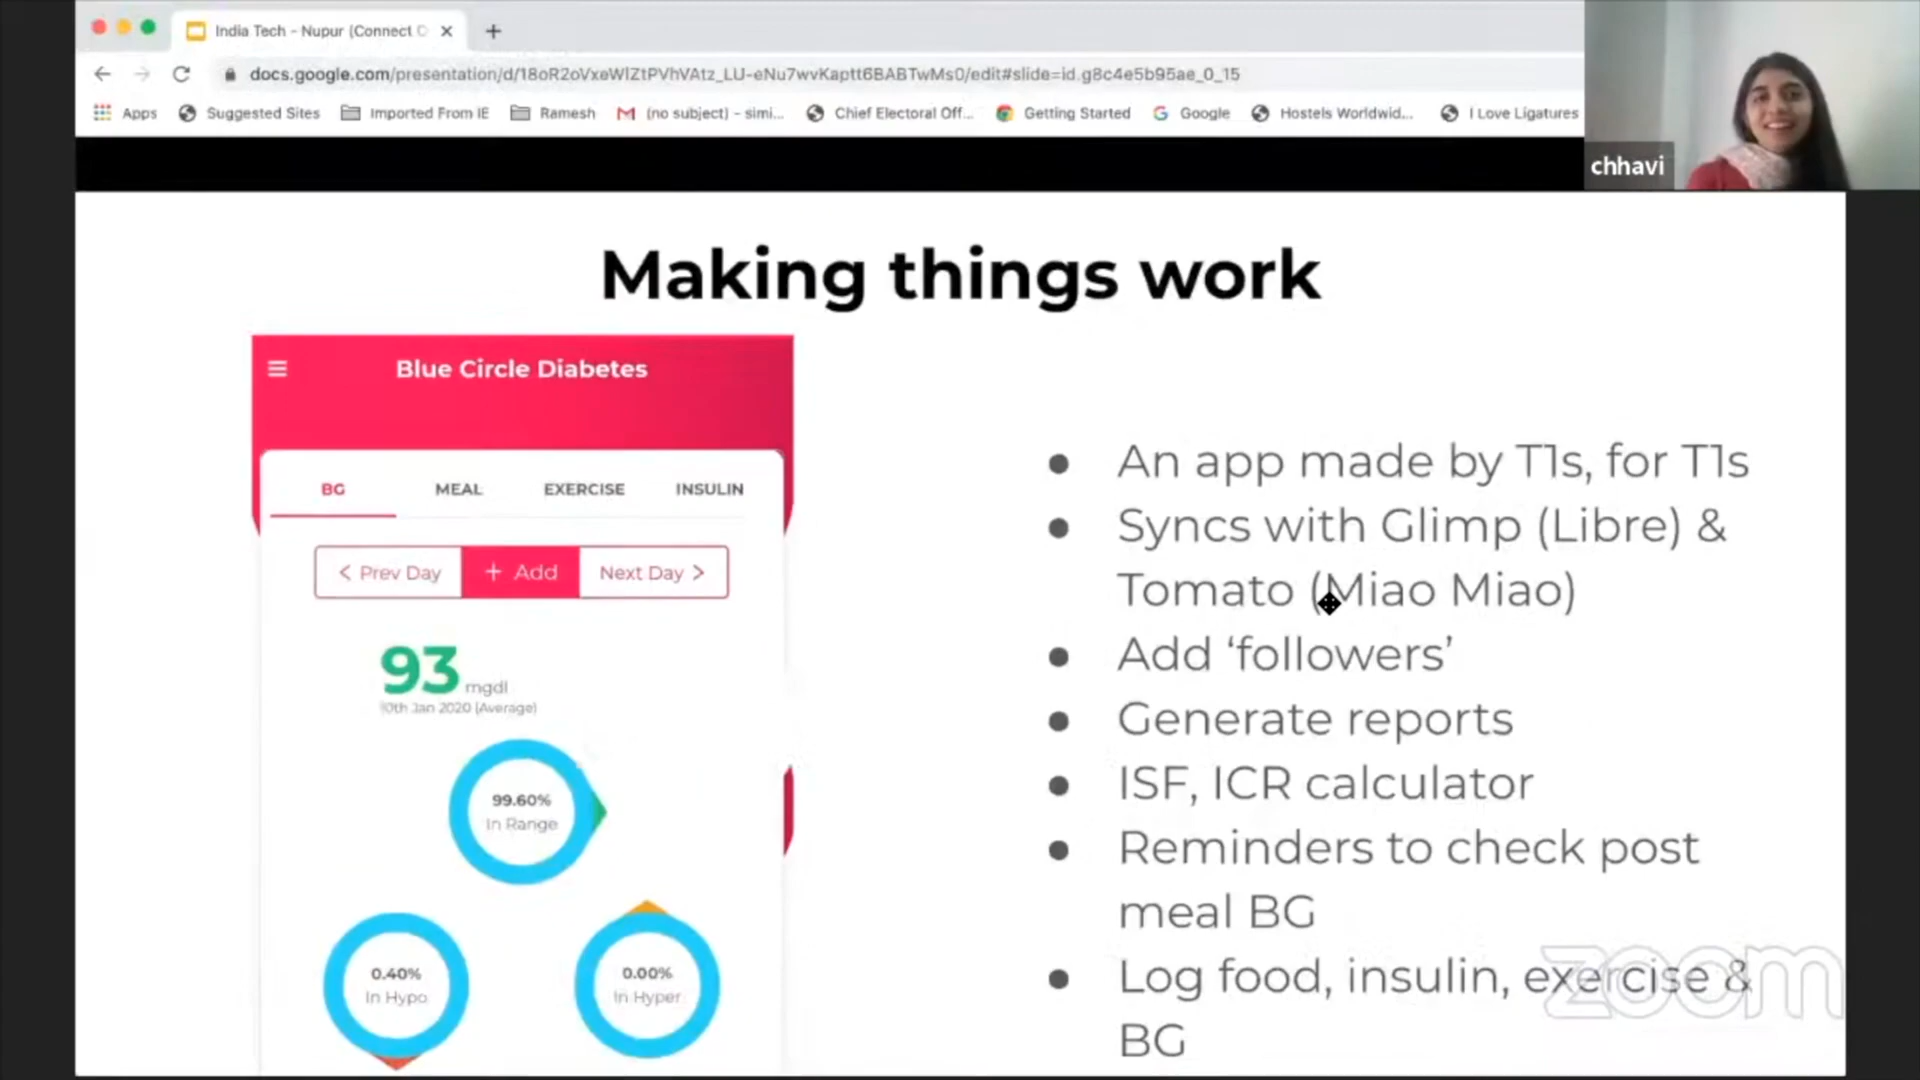 India Tech - Nupur (Connect
docs.google.com/presentation/d/18oR2oVxeWlZtPVhVAtz_LU-eNu7wvKaptt6BABTwMs0/edit#slide=id.g8c4e5b95ae_0_15
Apps Suggested Sites Imported From IE Ramesh (no subject) - simi... Chief Electoral Off... Getting Started Google Hostels Worldwid... I Love Ligatures
chhavi
Making things work
Blue Circle Diabetes
BG MEAL EXERCISE INSULIN
< Prev Day + Add Next Day >
93 mgdl
10th Jan 2020 (Average)
99.60%
In Range
0.40%
In Hypo
0.00%
In Hyper
● An app made by T1s, for T1s
● Syncs with Glimp (Libre) &
Tomato (Miao Miao)
● Add ‘followers’
● Generate reports
● ISF, ICR calculator
● Reminders to check post
meal BG
● Log food, insulin, exercise &
BG
zoom